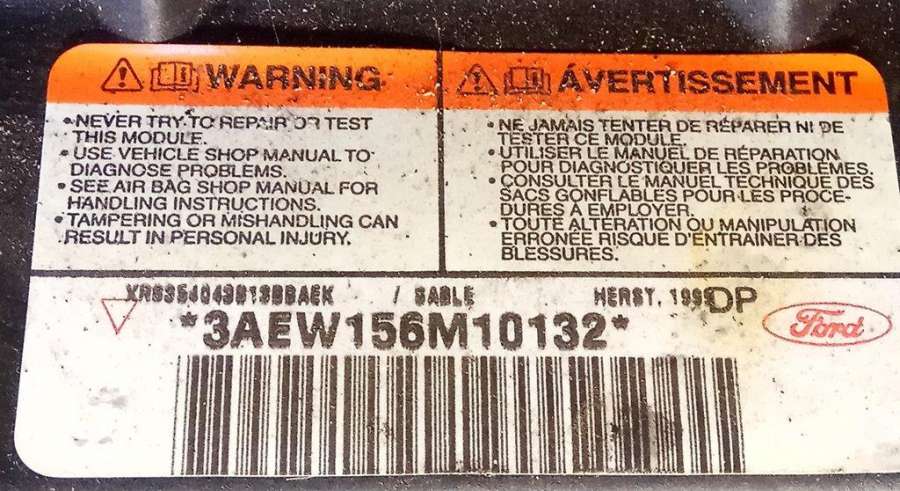 WARNING
•NEVER TRY TO REPAIR OR TEST
THIS MODULE.
•USE VEHICLE SHOP MANUAL TO
DIAGNOSE PROBLEMS.
•SEE AIR BAG SHOP MANUAL FOR
HANDLING INSTRUCTIONS.
•TAMPERING OR MISHANDLING CAN
RESULT IN PERSONAL INJURY.
ÁVERTISSEMENT
•NE JAMAIS TENTER DE RÉPARER NI DE
TESTER CE MODULE.
•UTILISER LE MANUEL DE RÉPARATION
POUR DIAGNOSTIQUER LES PROBLÈMES.
•CONSULTER LE MANUEL TECHNIQUE DES
SACS GONFLABLES POUR LES PROCE-
DURES A EMPLOYER.
•TOUTE ALTÉRATION OU MANIPULATION
ERRONÉE RISQUE D'ENTRAINER DES
BLESSURES.
/ SABLE HERST. DP
*3AEW156M10132*
Ford